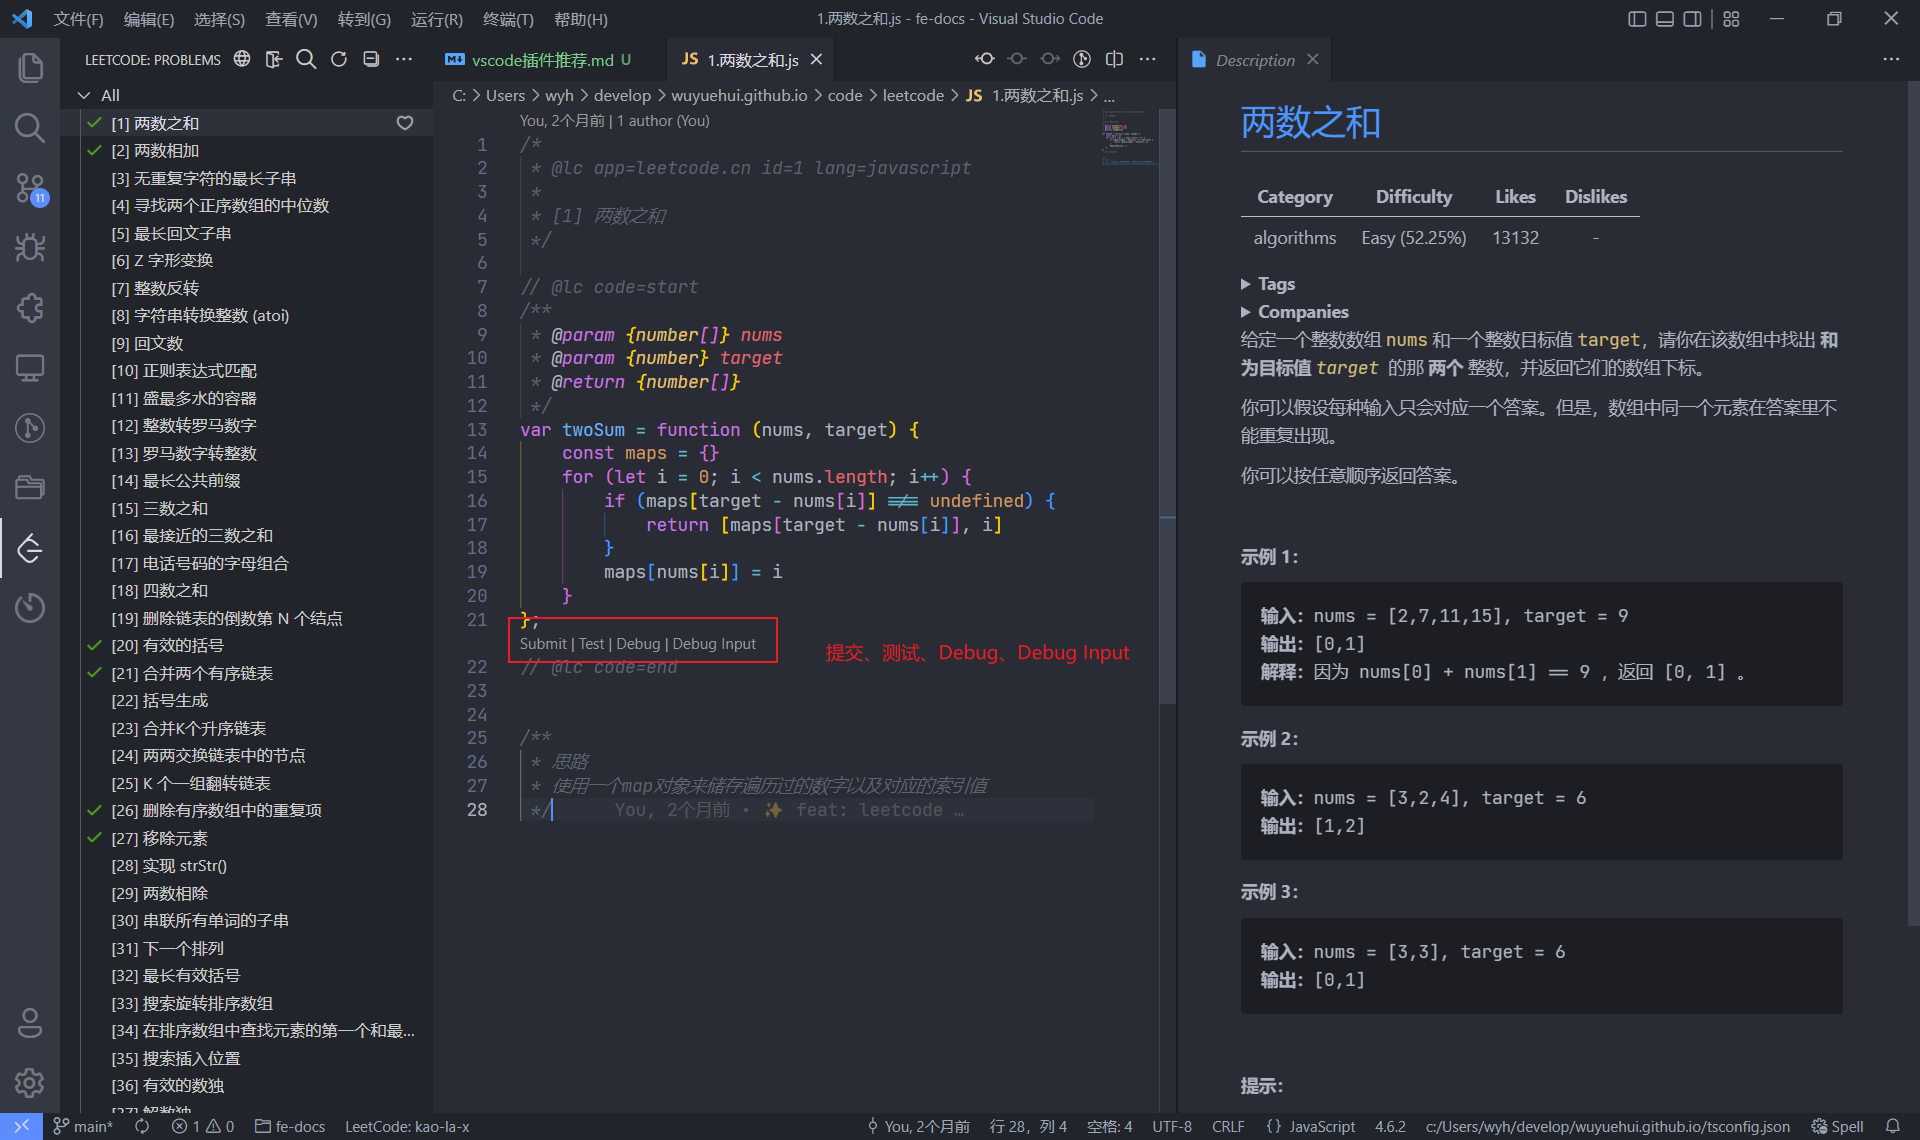 文件(F) 编辑(E) 选择(S) 查看(V) 转到(G) 运行(R) 终端(T) 帮助(H)
1.两数之和.js - fe-docs - Visual Studio Code
LEETCODE: PROBLEMS
11
All
[1] 两数之和
[2] 两数相加
[3] 无重复字符的最长子串
[4] 寻找两个正序数组的中位数
[5] 最长回文子串
[6] Z 字形变换
[7] 整数反转
[8] 字符串转换整数 (atoi)
[9] 回文数
[10] 正则表达式匹配
[11] 盛最多水的容器
[12] 整数转罗马数字
[13] 罗马数字转整数
[14] 最长公共前缀
[15] 三数之和
[16] 最接近的三数之和
[17] 电话号码的字母组合
[18] 四数之和
[19] 删除链表的倒数第 N 个结点
[20] 有效的括号
[21] 合并两个有序链表
[22] 括号生成
[23] 合并K个升序链表
[24] 两两交换链表中的节点
[25] K 个一组翻转链表
[26] 删除有序数组中的重复项
[27] 移除元素
[28] 实现 strStr()
[29] 两数相除
[30] 串联所有单词的子串
[31] 下一个排列
[32] 最长有效括号
[33] 搜索旋转排序数组
[34] 在排序数组中查找元素的第一个和最...
[35] 搜索插入位置
[36] 有效的数独
[37] 解数独
vscode插件推荐.md U
JS 1.两数之和.js
C: > Users > wyh > develop > wuyuehui.github.io > code > leetcode > JS 1.两数之和.js > ...
You, 2个月前 | 1 author (You)
1 /*
2 * @lc app=leetcode.cn id=1 lang=javascript
3 *
4 * [1] 两数之和
5 */
6
7 // @lc code=start
8 /**
9 * @param {number[]} nums
10 * @param {number} target
11 * @return {number[]}
12 */
13 var twoSum = function (nums, target) {
14 const maps = {}
15 for (let i = 0; i < nums.length; i++) {
16 if (maps[target - nums[i]] !== undefined) {
17 return [maps[target - nums[i]], i]
18 }
19 maps[nums[i]] = i
20 }
21 };
Submit | Test | Debug | Debug Input
提交、测试、Debug、Debug Input
22 // @lc code=end
23
24
25 /**
26 * 思路
27 * 使用一个map对象来储存遍历过的数字以及对应的索引值
28 */ You, 2个月前 • ✨ feat: leetcode …
Description
两数之和
Category Difficulty Likes Dislikes
algorithms Easy (52.25%) 13132 -
Tags
Companies
给定一个整数数组 nums 和一个整数目标值 target，请你在该数组中找出 和
为目标值 target 的那 两个 整数，并返回它们的数组下标。
你可以假设每种输入只会对应一个答案。但是，数组中同一个元素在答案里不
能重复出现。
你可以按任意顺序返回答案。
示例 1：
输入：nums = [2,7,11,15], target = 9
输出：[0,1]
解释：因为 nums[0] + nums[1] == 9 ，返回 [0, 1] 。
示例 2：
输入：nums = [3,2,4], target = 6
输出：[1,2]
示例 3：
输入：nums = [3,3], target = 6
输出：[0,1]
提示：
main* 1 0 fe-docs LeetCode: kao-la-x You, 2个月前 行 28，列 4 空格: 4 UTF-8 CRLF {} JavaScript 4.6.2 c:/Users/wyh/develop/wuyuehui.github.io/tsconfig.json Spell